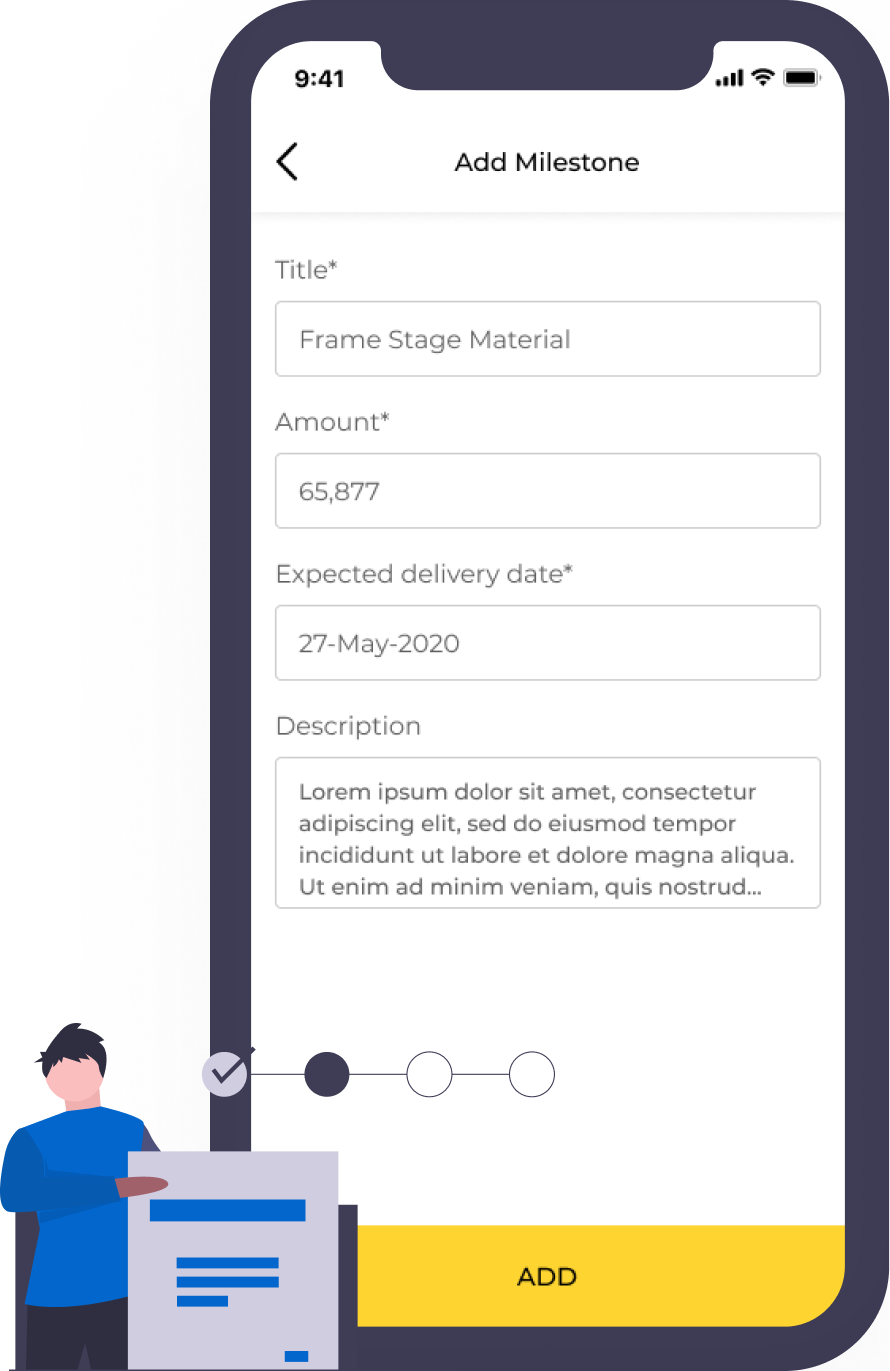 9:41
Add Milestone
Title*
Frame Stage Material
Amount*
65,877
Expected delivery date*
27-May-2020
Description
Lorem ipsum dolor sit amet, consectetur
adipiscing elit, sed do eiusmod tempor
incididunt ut labore et dolore magna aliqua.
Ut enim ad minim veniam, quis nostrud...
ADD